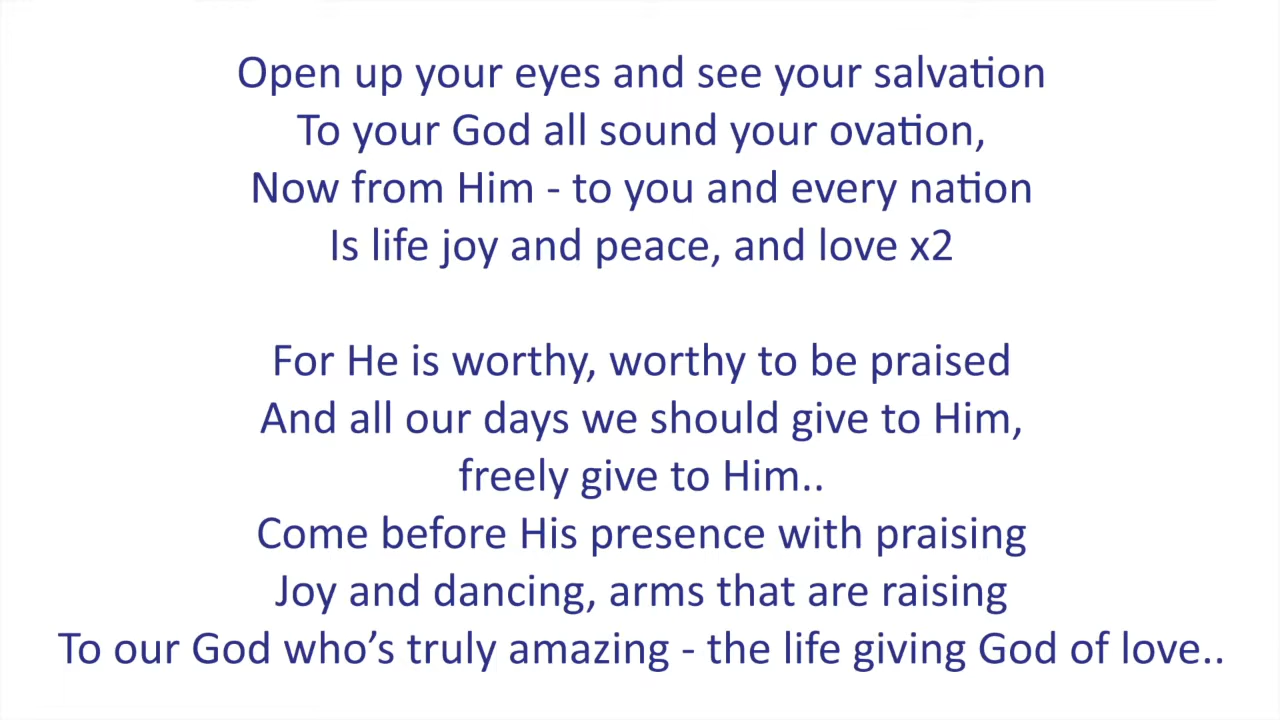 Open up your eyes and see your salvation
To your God all sound your ovation,
Now from Him - to you and every nation
Is life joy and peace, and love x2
For He is worthy, worthy to be praised
And all our days we should give to Him,
freely give to Him..
Come before His presence with praising
Joy and dancing, arms that are raising
To our God who’s truly amazing - the life giving God of love..